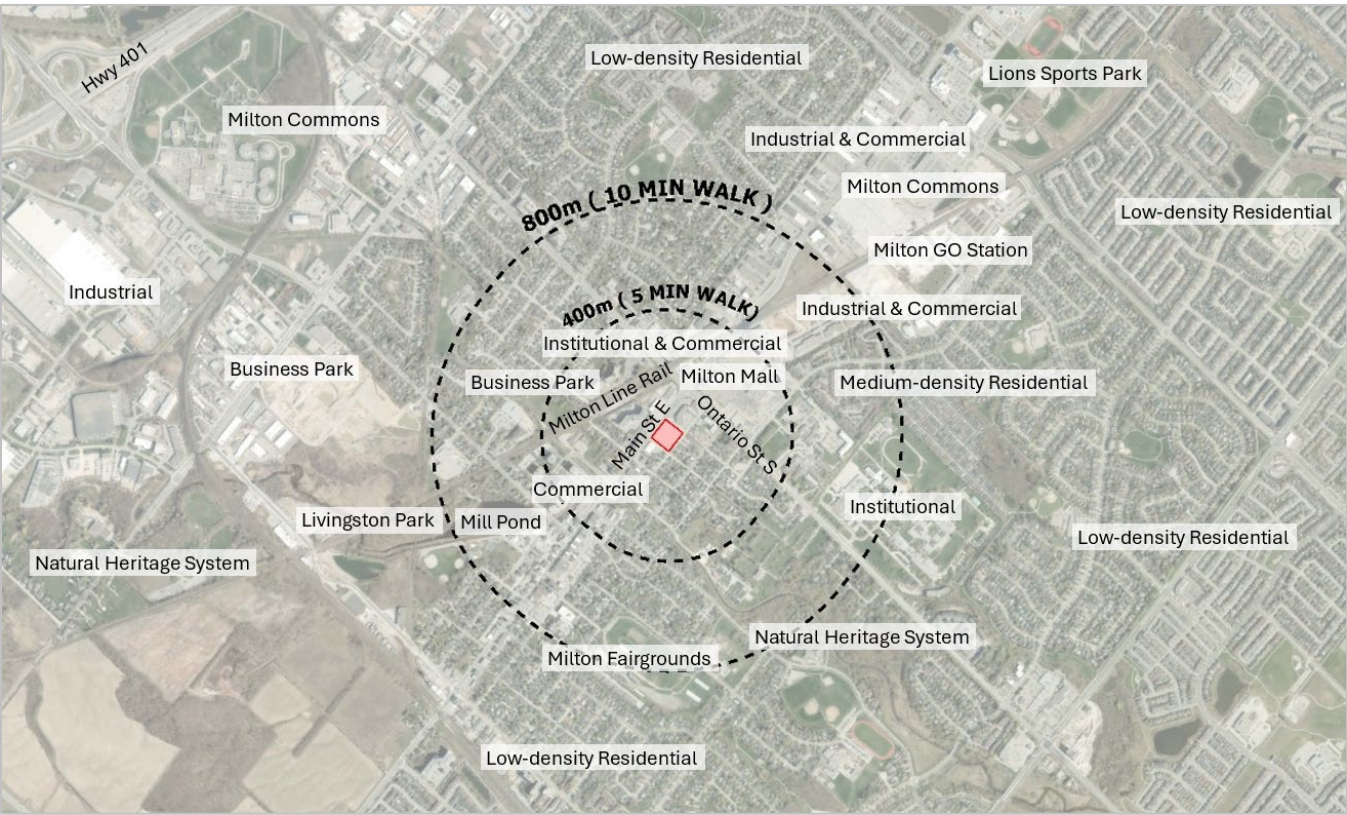 Hwy 401
Low-density Residential
Lions Sports Park
Milton Commons
Industrial & Commercial
Milton Commons
800m ( 10 MIN WALK )
Low-density Residential
Milton GO Station
Industrial
400m ( 5 MIN WALK)
Industrial & Commercial
Institutional & Commercial
Business Park
Business Park
Milton Line Rail
Milton Mall
Medium-density Residential
Main St E
Ontario St S
Commercial
Institutional
Livingston Park
Mill Pond
Low-density Residential
Natural Heritage System
Natural Heritage System
Milton Fairgrounds
Low-density Residential